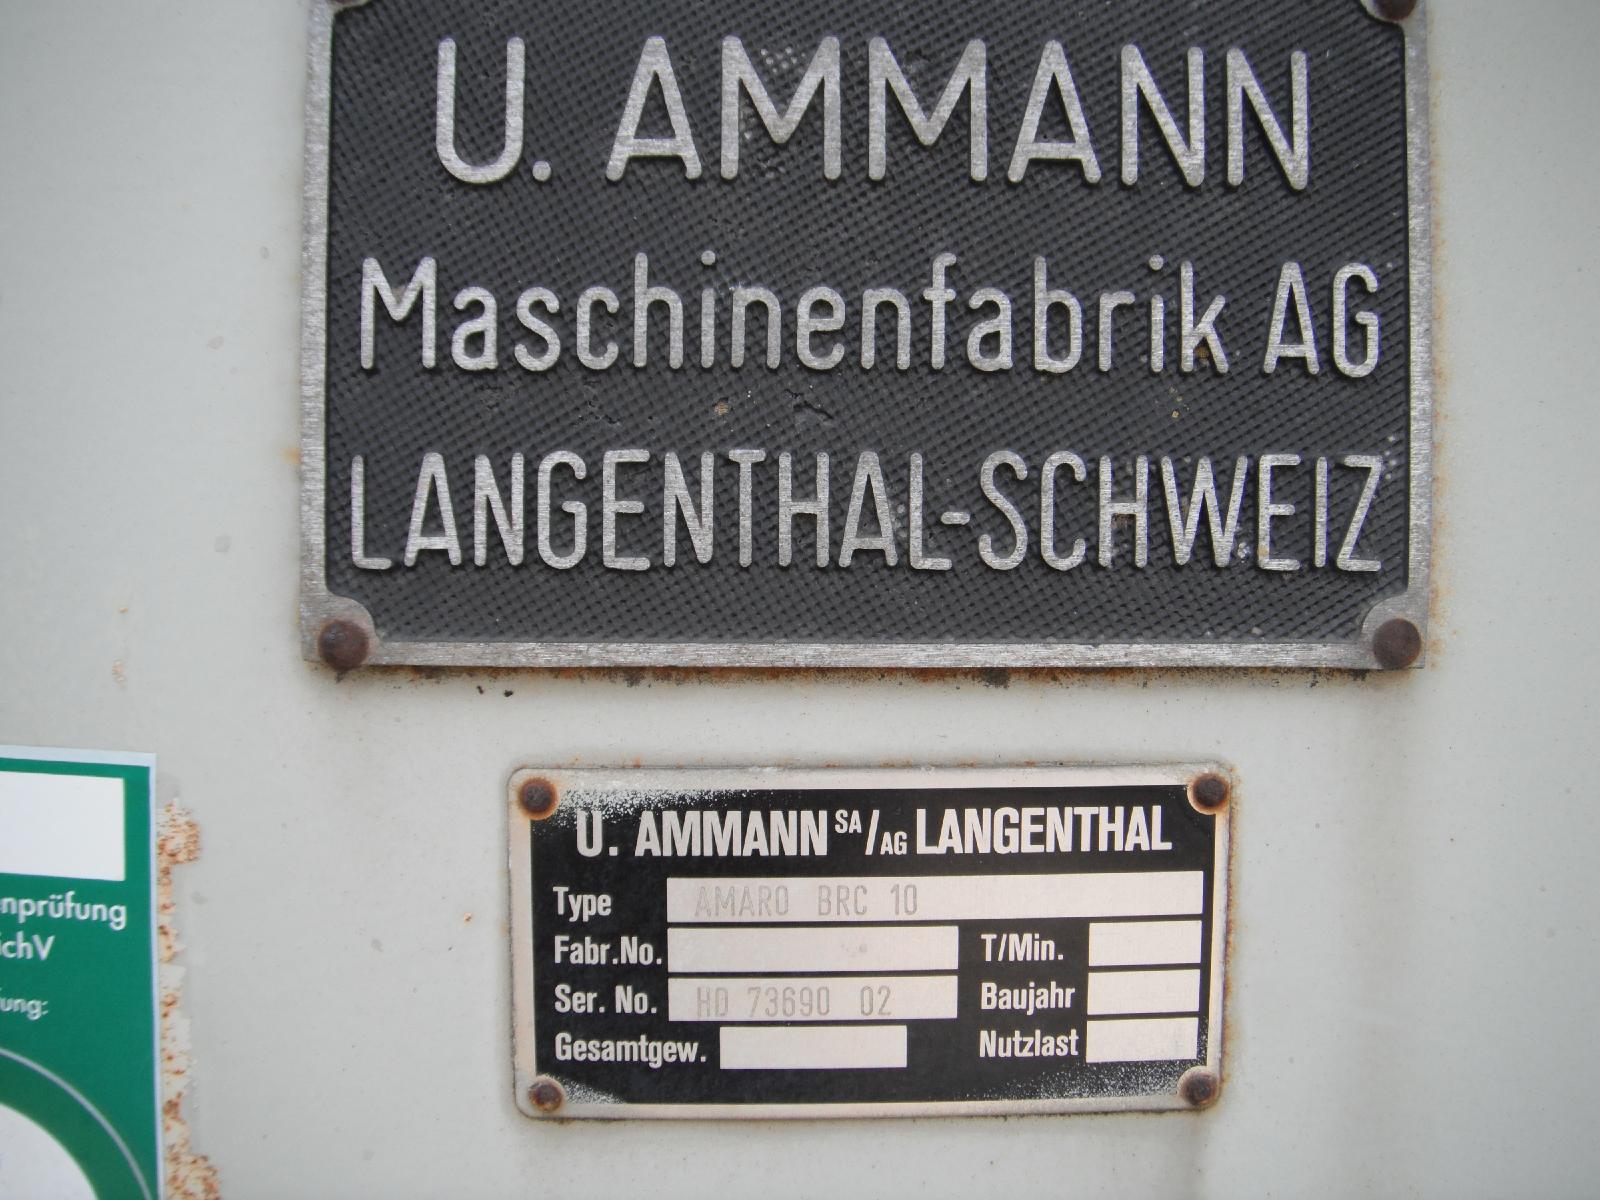 U. AMMANN
Maschinenfabrik AG
LANGENTHAL-SCHWEIZ
U. AMMANN SA/AG LANGENTHAL
Type AMARO BRC 10
Fabr.No. T/Min.
Ser. No. HD 73690 02 Baujahr
Gesamtgew. Nutzlast
nprüfung
ichV
ung: